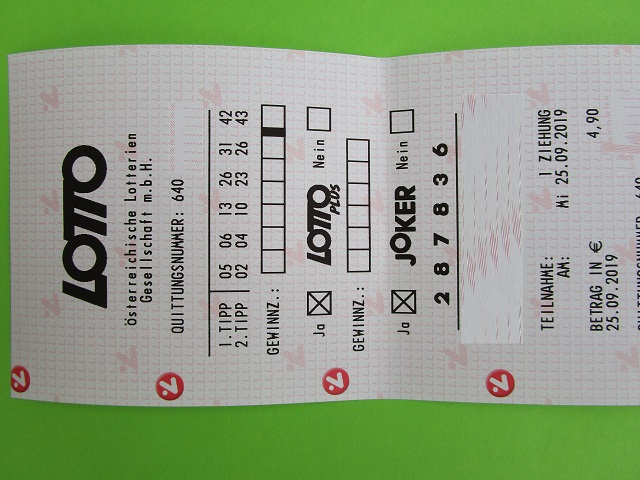 LOTTO
Österreichische Lotterien
Gesellschaft m.b.H.
QUITTUNGSNUMMER: 640
1.TIPP 05 06 13 26 31 42
2.TIPP 02 04 10 23 26 43
GEWINNZ.:
Ja LOTTO PLUS Nein
GEWINNZ.:
Ja JOKER Nein
2 8 7 8 3 6
TEILNAHME: 1 ZIEHUNG
AM: MI 25.09.2019
BETRAG IN € 4,90
25.09.2019